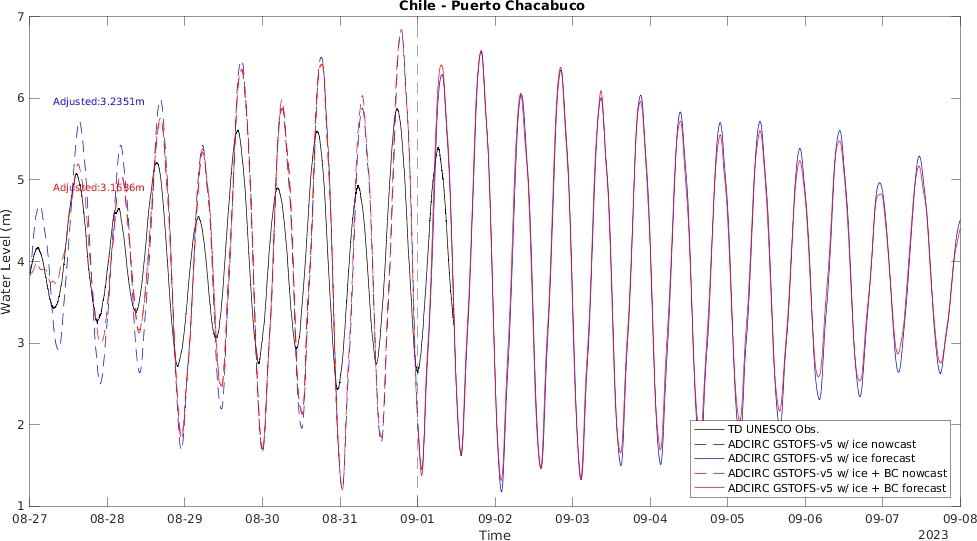 Chile - Puerto Chacabuco
7
6
5
4
3
2
1
Water Level (m)
Adjusted:3.2351m
Adjusted:3.1636m
TD UNESCO Obs.
ADCIRC GSTOFS-v5 w/ ice nowcast
ADCIRC GSTOFS-v5 w/ ice forecast
ADCIRC GSTOFS-v5 w/ ice + BC nowcast
ADCIRC GSTOFS-v5 w/ ice + BC forecast
08-27 08-28 08-29 08-30 08-31 09-01 09-02 09-03 09-04 09-05 09-06 09-07 09-08
Time
2023